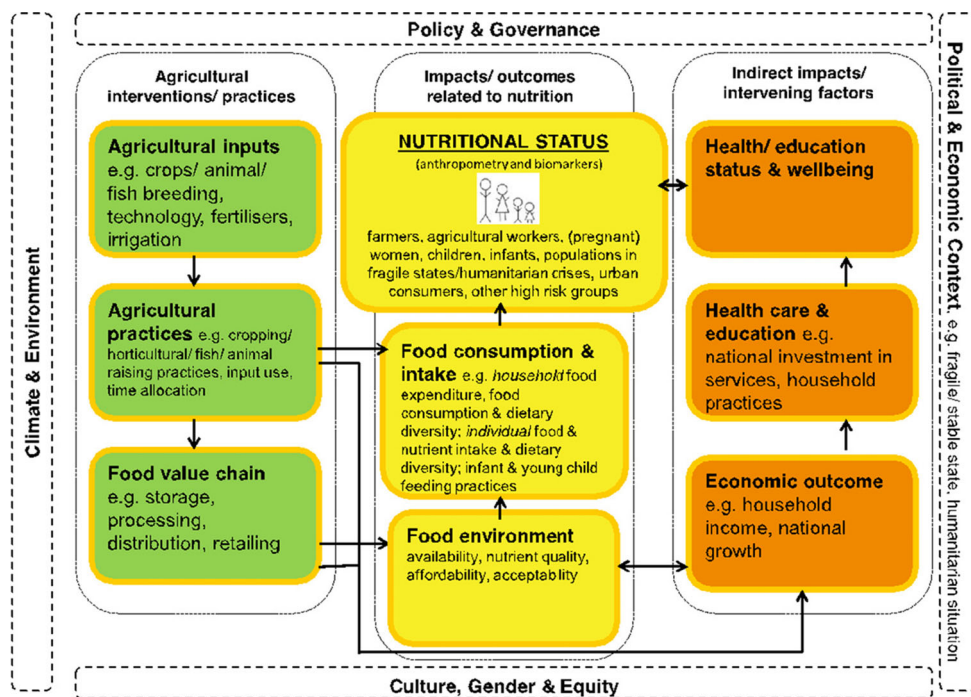 Policy & Governance
Climate & Environment
Agricultural
interventions/ practices
Agricultural inputs
e.g. crops/ animal/
fish breeding,
technology, fertilisers,
irrigation
Agricultural
practices e.g. cropping/
horticultural/ fish/ animal
raising practices, input use,
time allocation
Food value chain
e.g. storage,
processing,
distribution, retailing
Impacts/ outcomes
related to nutrition
NUTRITIONAL STATUS
(anthropometry and biomarkers)
farmers, agricultural workers, (pregnant)
women, children, infants, populations in
fragile states/humanitarian crises, urban
consumers, other high risk groups
Food consumption &
intake e.g. household food
expenditure, food
consumption & dietary
diversity; individual food &
nutrient intake & dietary
diversity; infant & young child
feeding practices
Food environment
availability, nutrient quality,
affordability, acceptability
Indirect impacts/
intervening factors
Health/ education
status & wellbeing
Health care &
education e.g.
national investment in
services, household
practices
Economic outcome
e.g. household
income, national
growth
Political & Economic Context, e.g. fragile/ stable state, humanitarian situation
Culture, Gender & Equity